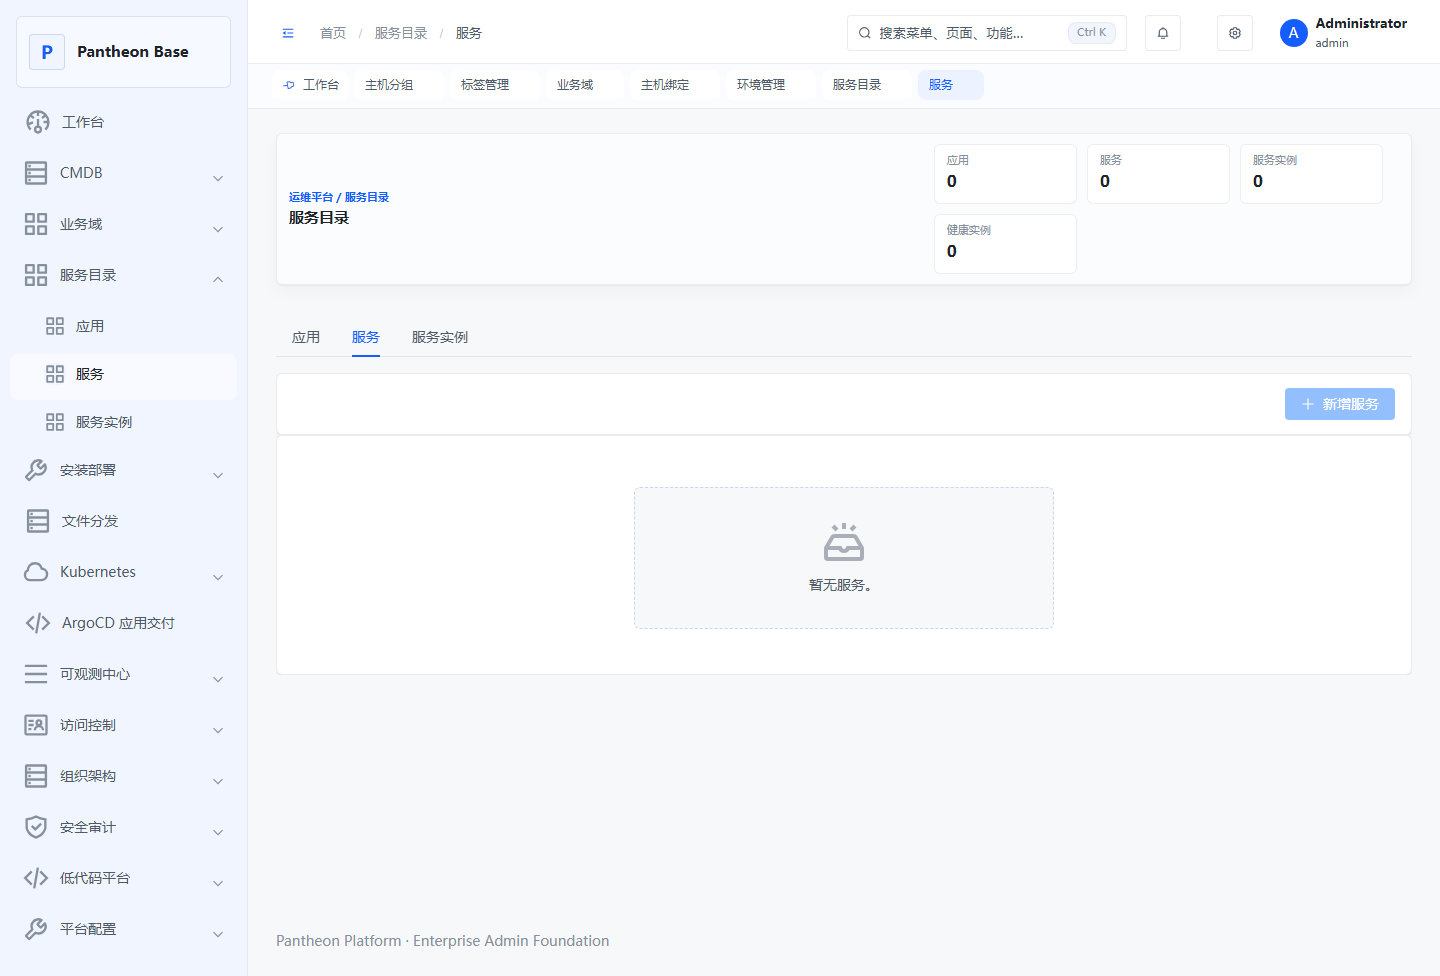 P Pantheon Base
首页 / 服务目录 / 服务
搜索菜单、页面、功能... Ctrl K
A Administrator
admin
工作台 主机分组 标签管理 业务域 主机绑定 环境管理 服务目录 服务
工作台
CMDB
业务域
服务目录
应用
服务
服务实例
安装部署
文件分发
Kubernetes
ArgoCD 应用交付
可观测中心
访问控制
组织架构
安全审计
低代码平台
平台配置
运维平台 / 服务目录
服务目录
应用
0
服务
0
服务实例
0
健康实例
0
应用 服务 服务实例
新增服务
暂无服务。
Pantheon Platform · Enterprise Admin Foundation